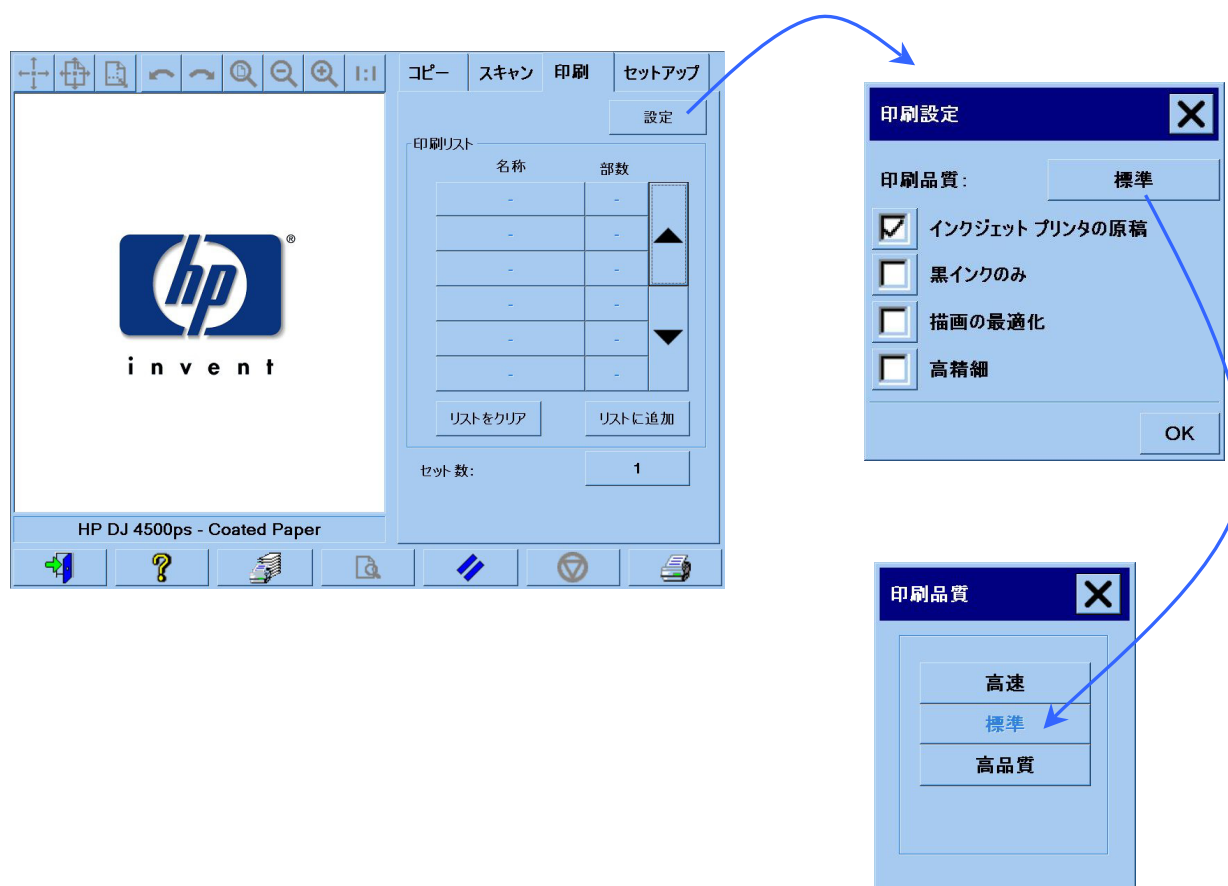 1:1
コピー
スキャン
印刷
セットアップ
設定
印刷リスト
名称 部数
- -
- -
- -
- -
- -
- -
リストをクリア
リストに追加
セット数:
1
hp
®
invent
HP DJ 4500ps - Coated Paper
印刷設定
印刷品質:
標準
インクジェット プリンタの原稿
黒インクのみ
描画の最適化
高精細
OK
印刷品質
高速
標準
高品質